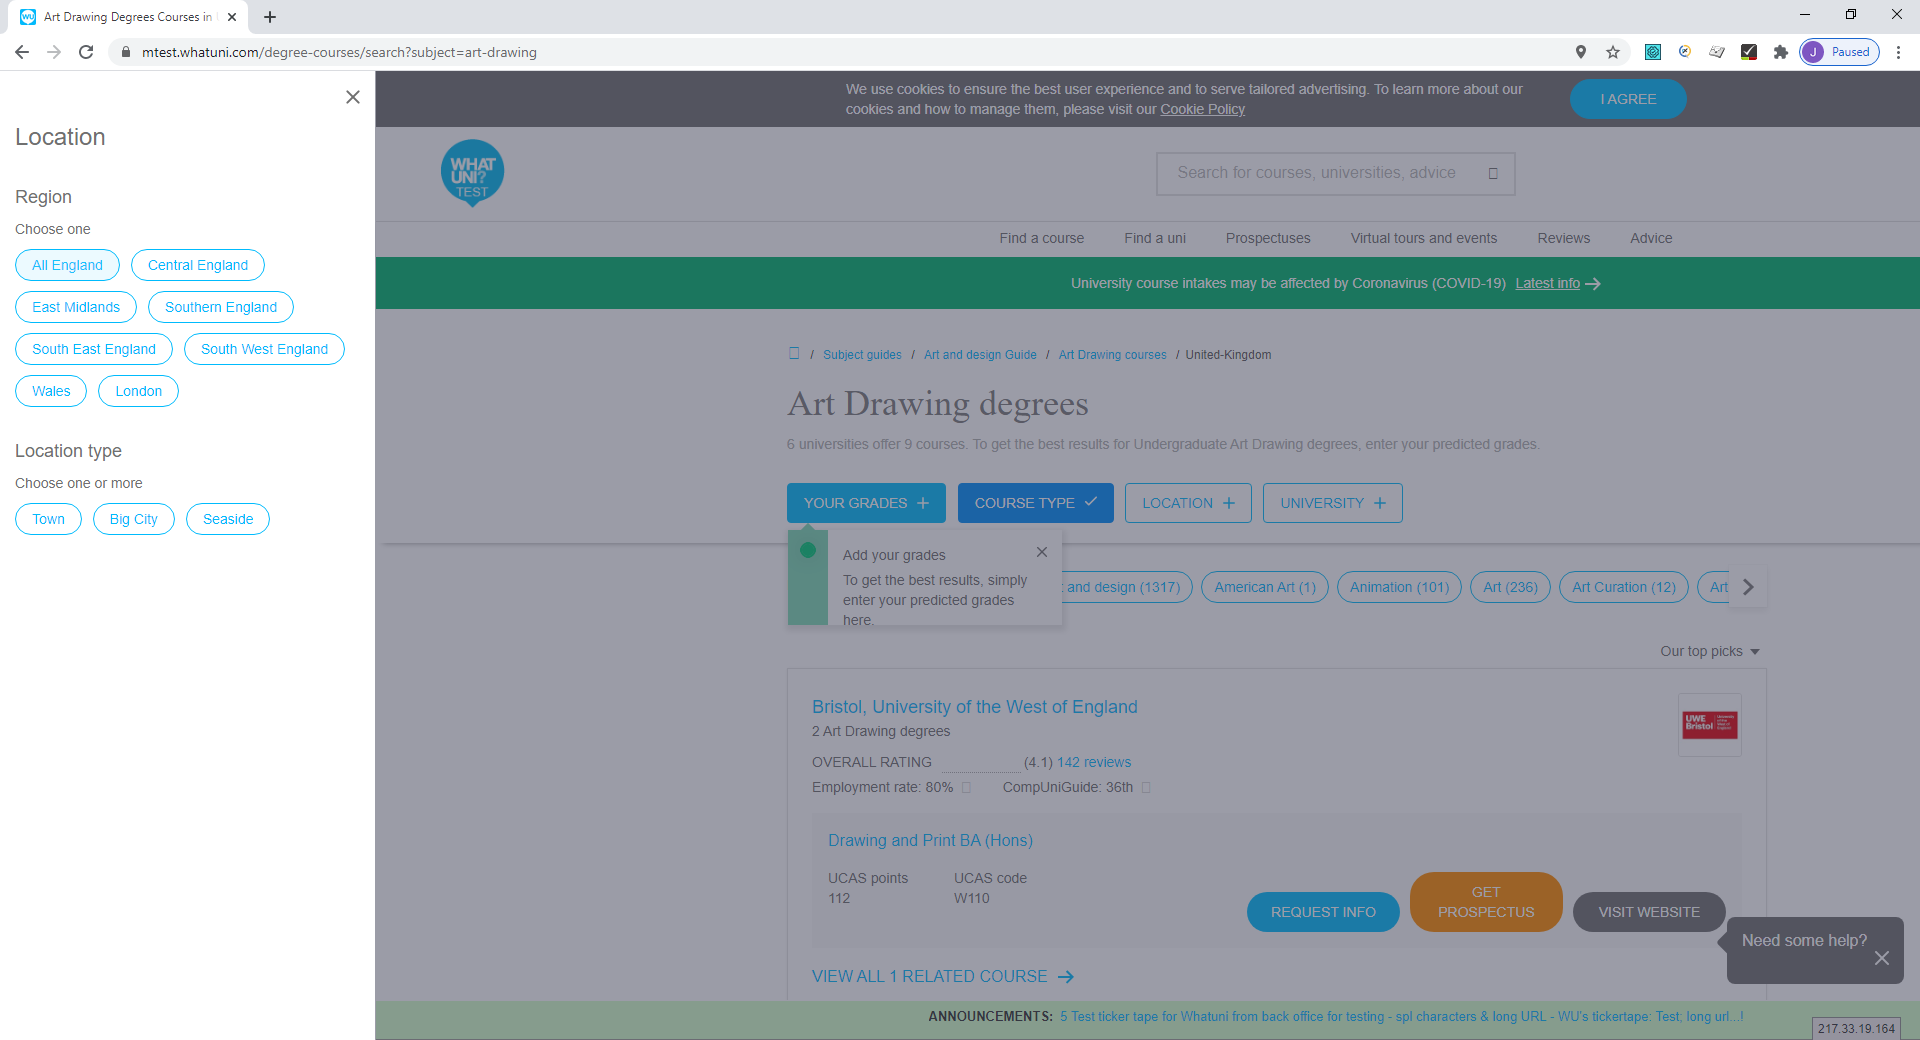 Art Drawing Degrees Courses in
mtest.whatuni.com/degree-courses/search?subject=art-drawing
J Paused
Location
Region
Choose one
All England
Central England
East Midlands
Southern England
South East England
South West England
Wales
London
Location type
Choose one or more
Town
Big City
Seaside
We use cookies to ensure the best user experience and to serve tailored advertising. To learn more about our
cookies and how to manage them, please visit our Cookie Policy
I AGREE
WHAT
UNI?
TEST
Search for courses, universities, advice
Find a course
Find a uni
Prospectuses
Virtual tours and events
Reviews
Advice
University course intakes may be affected by Coronavirus (COVID-19) Latest info
/ Subject guides / Art and design Guide / Art Drawing courses / United-Kingdom
Art Drawing degrees
6 universities offer 9 courses. To get the best results for Undergraduate Art Drawing degrees, enter your predicted grades.
YOUR GRADES
COURSE TYPE
LOCATION
UNIVERSITY
Add your grades
To get the best results, simply
enter your predicted grades
here.
and design (1317)
American Art (1)
Animation (101)
Art (236)
Art Curation (12)
Art
Our top picks
Bristol, University of the West of England
2 Art Drawing degrees
UWE
Bristol
OVERALL RATING (4.1) 142 reviews
Employment rate: 80%
CompUniGuide: 36th
Drawing and Print BA (Hons)
UCAS points
112
UCAS code
W110
REQUEST INFO
GET
PROSPECTUS
VISIT WEBSITE
Need some help?
VIEW ALL 1 RELATED COURSE
ANNOUNCEMENTS: 5 Test ticker tape for Whatuni from back office for testing - spl characters & long URL - WU's tickertape: Test; long url...!
217.33.19.164